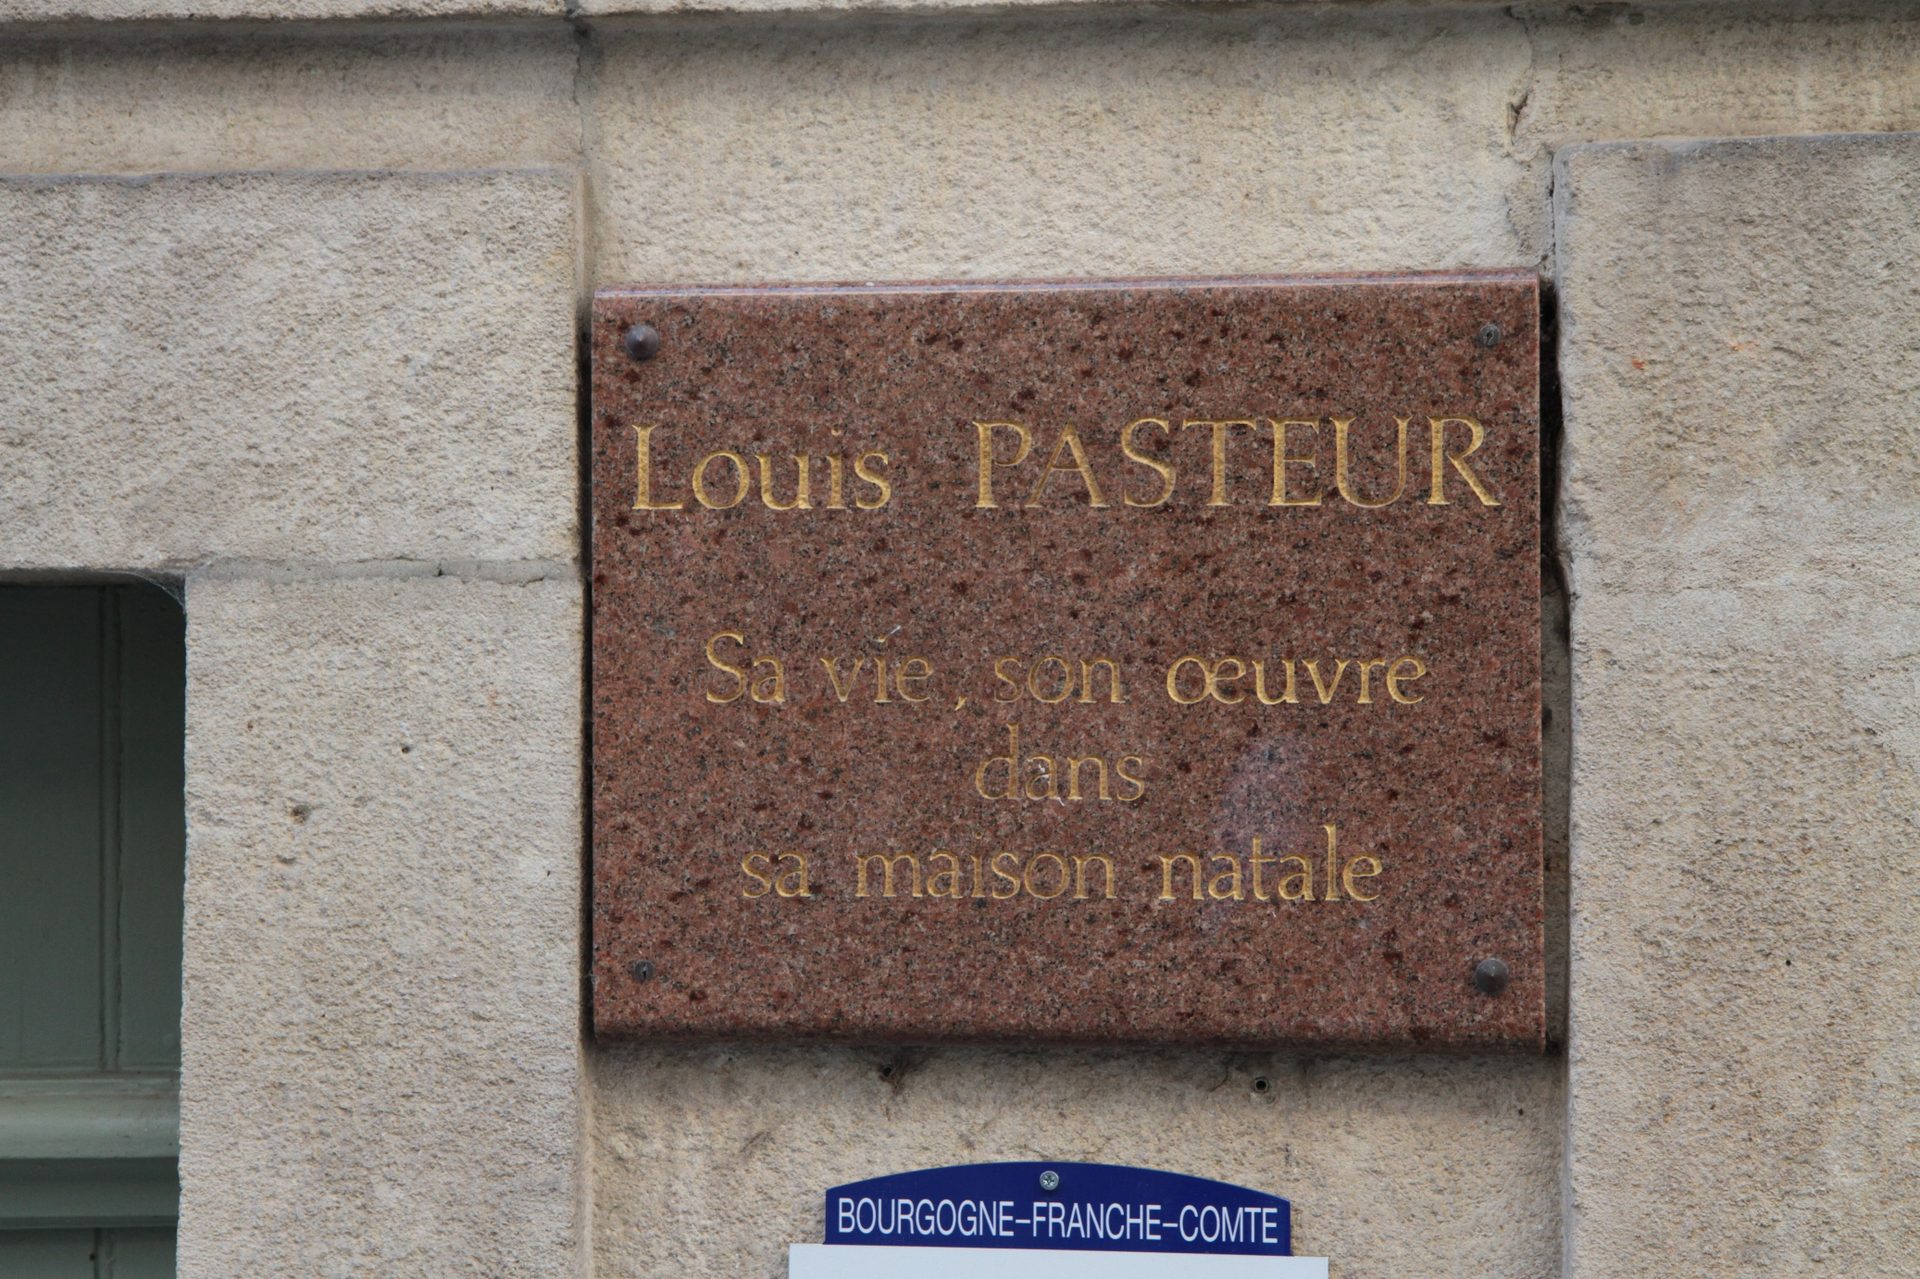 Louis PASTEUR
Sa vie, son œuvre
dans
sa maison natale
BOURGOGNE-FRANCHE-COMTE